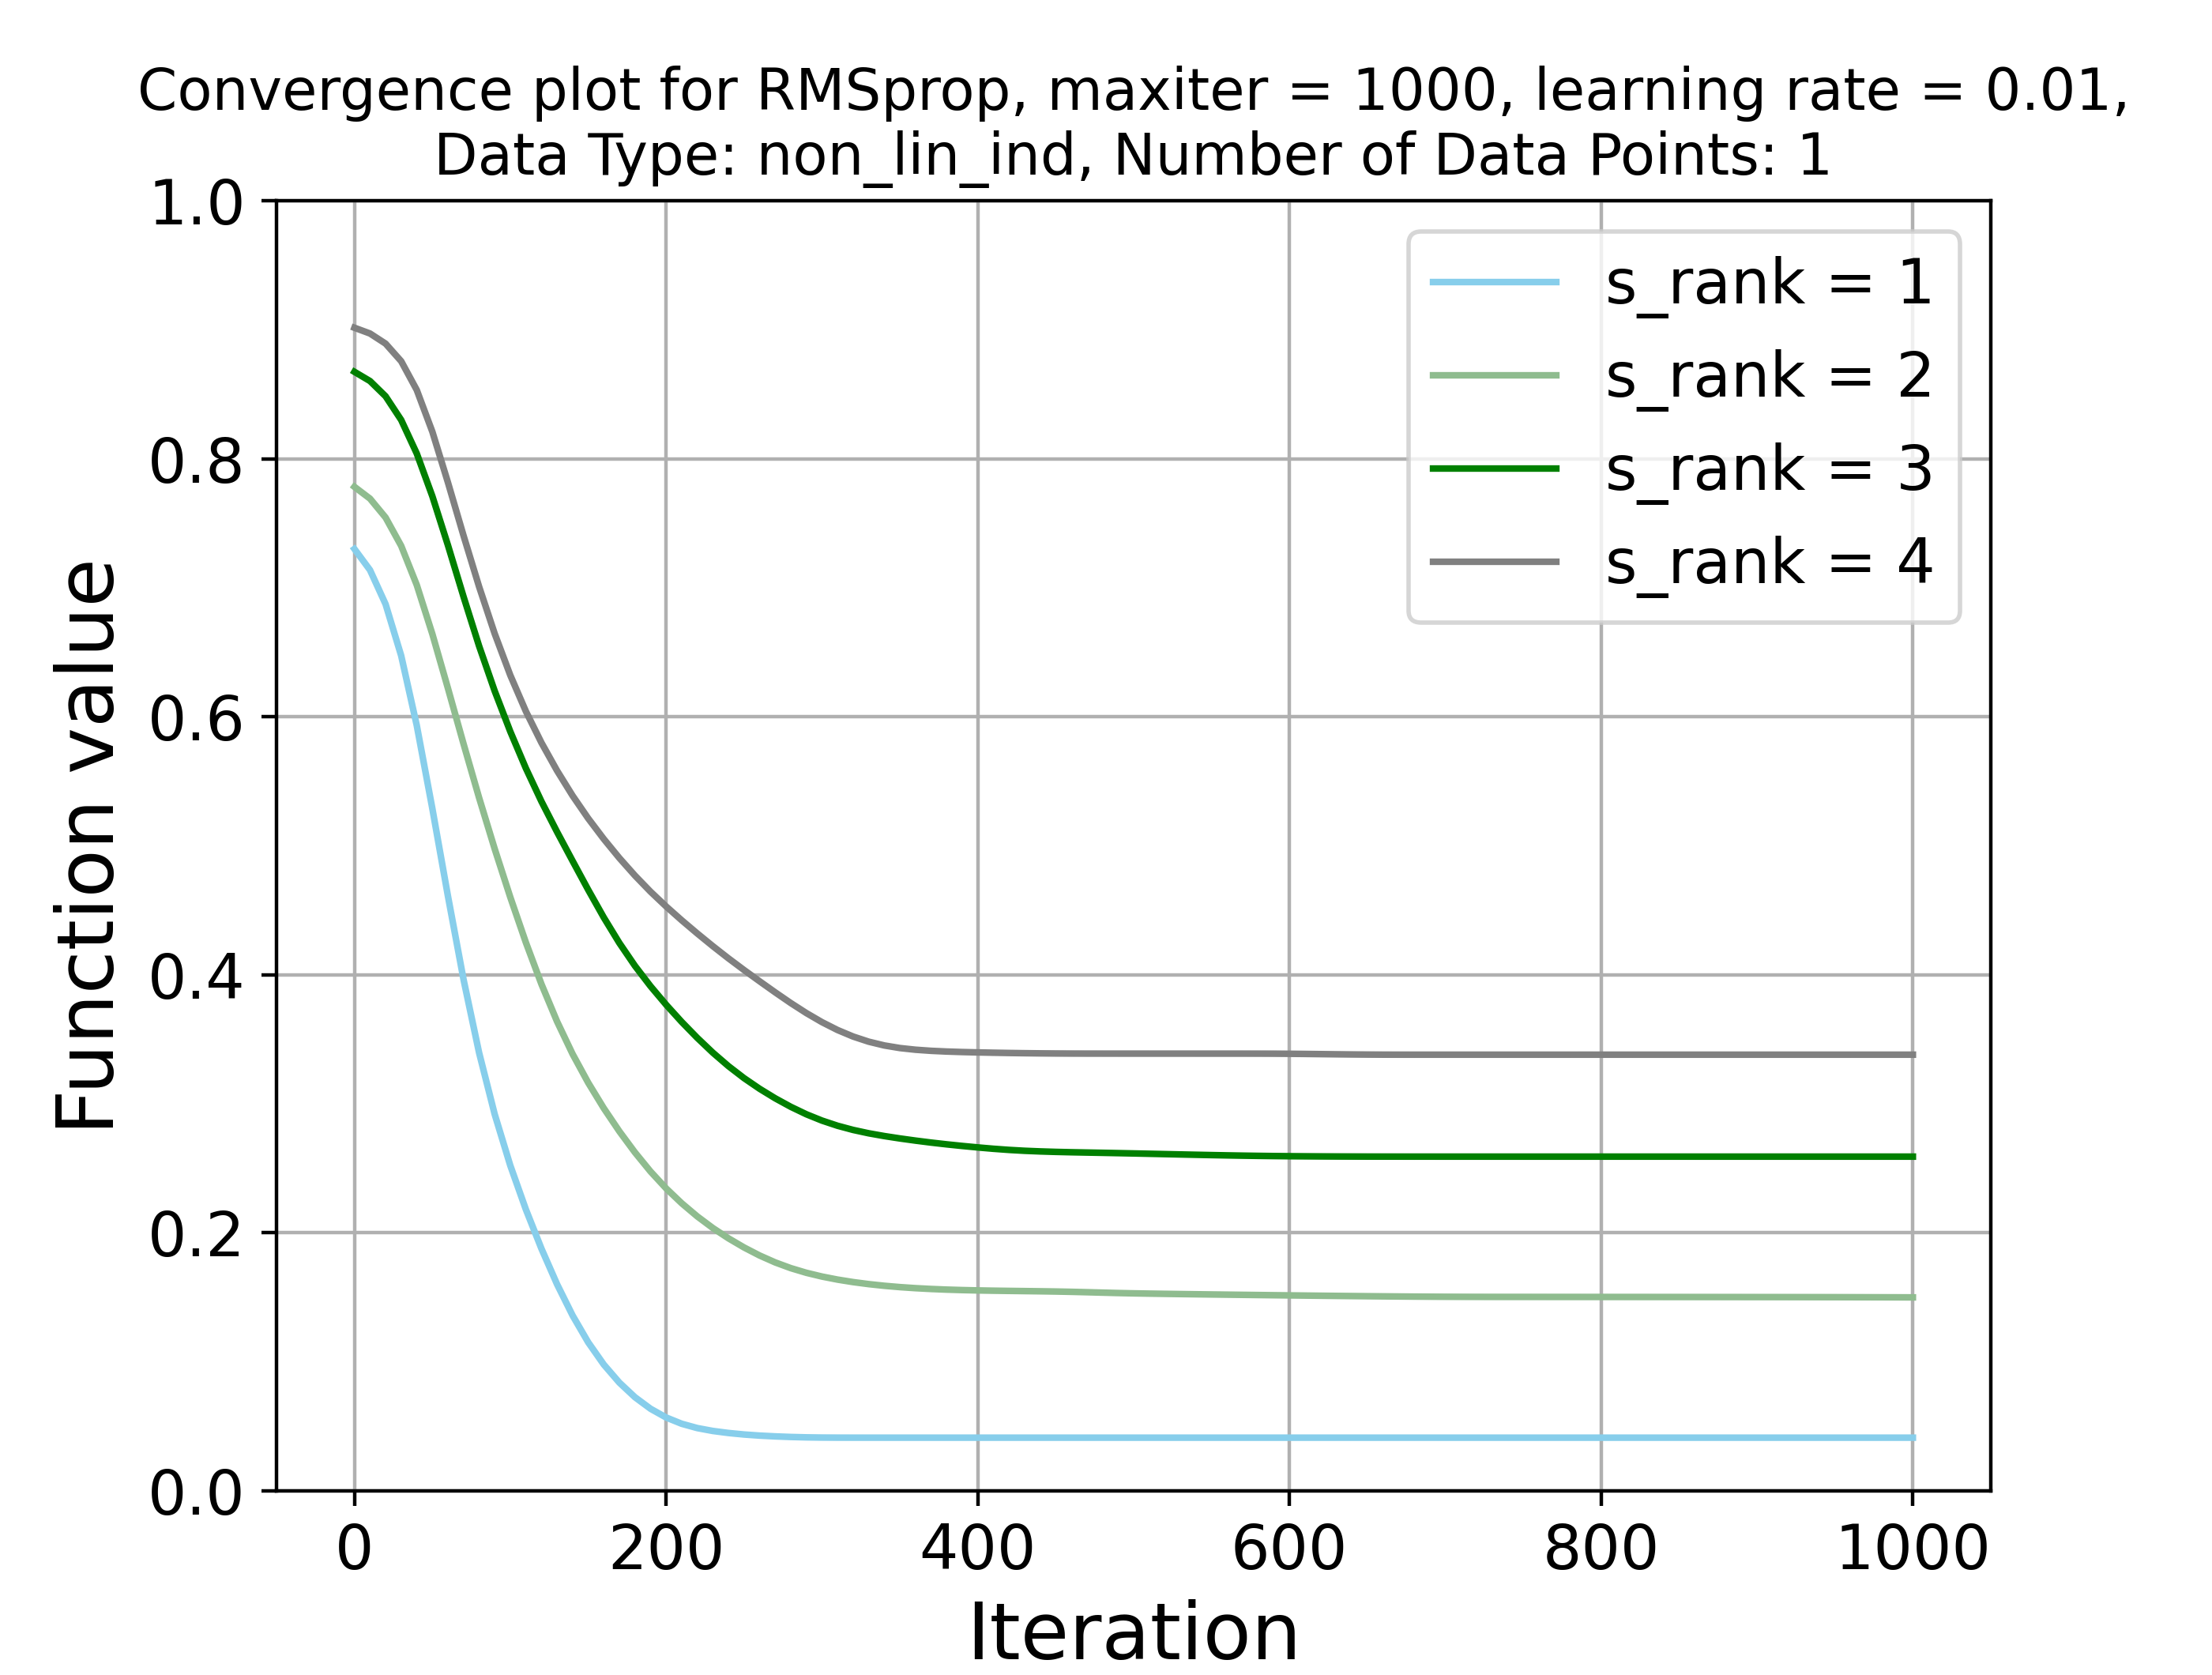 Convergence plot for RMSprop, maxiter = 1000, learning rate = 0.01,
Data Type: non_lin_ind, Number of Data Points: 1
1.0
0.8
0.6
0.4
0.2
0.0
Function value
s_rank = 1
s_rank = 2
s_rank = 3
s_rank = 4
0 200 400 600 800 1000
Iteration